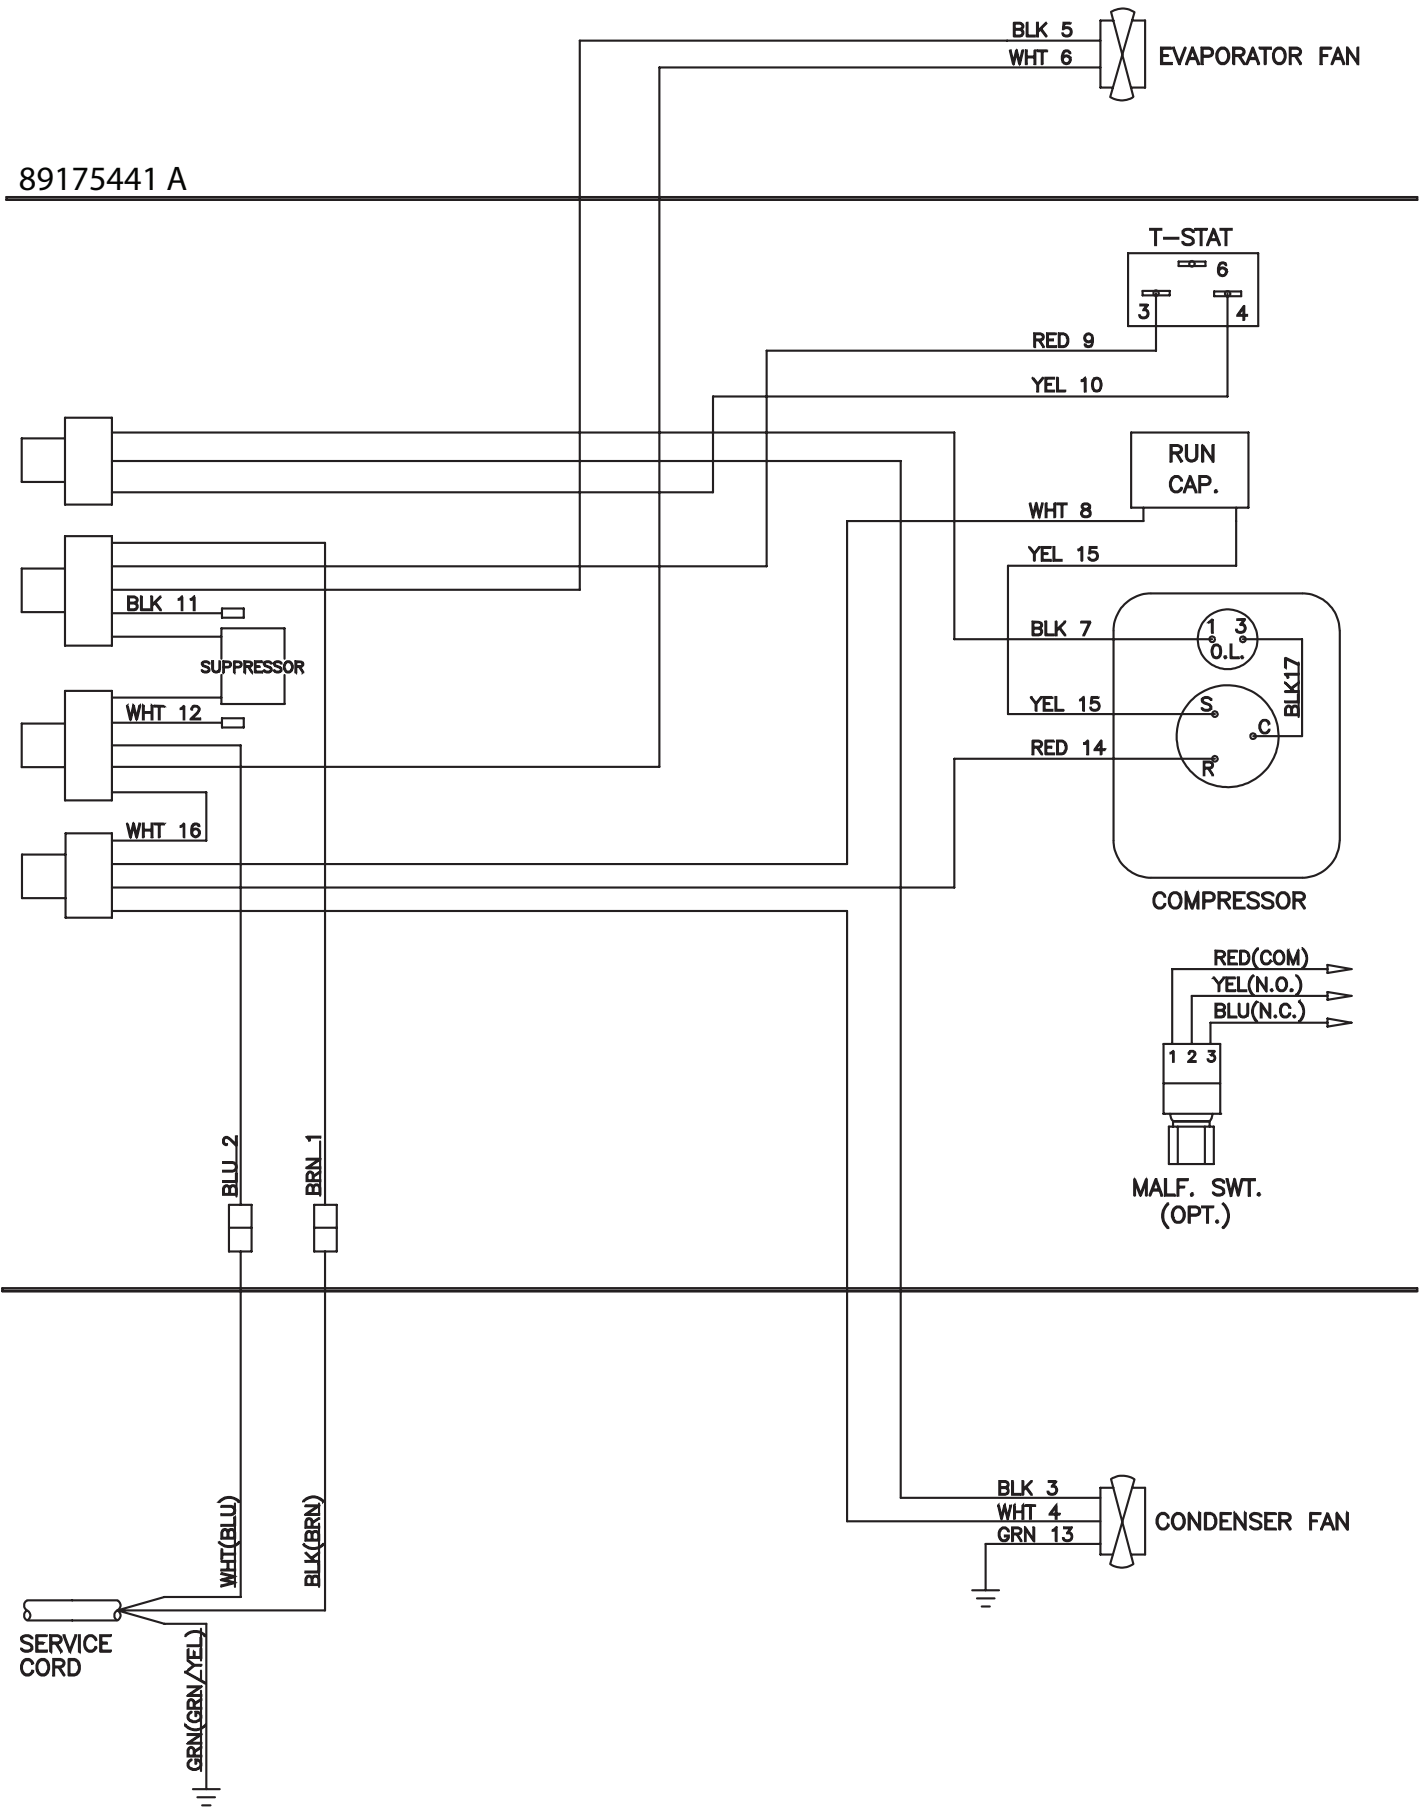 BLK 5
WHT 6
EVAPORATOR FAN
89175441 A
T-STAT
6
3
4
RED 9
YEL 10
RUN
CAP.
WHT 8
YEL 15
BLK 11
SUPPRESSOR
WHT 12
WHT 16
BLK 7
1 3
O.L.
BLK17
YEL 15
S
C
RED 14
R
COMPRESSOR
RED(COM)
YEL(N.O.)
BLU(N.C.)
1 2 3
MALF. SWT.
(OPT.)
BLU 2
BRN 1
BLK 3
WHT 4
GRN 13
CONDENSER FAN
WHT(BLU)
BLK(BRN)
SERVICE
CORD
GRN(GRN/YEL)